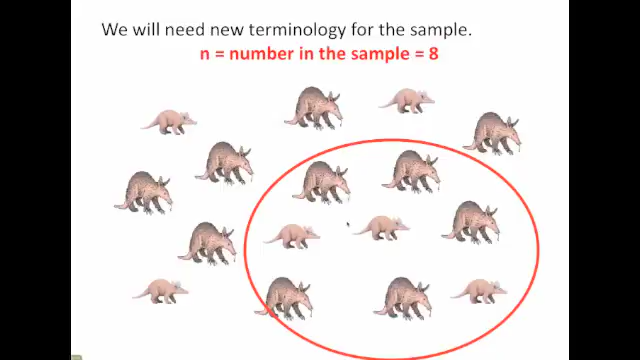 We will need new terminology for the sample.
n = number in the sample = 8